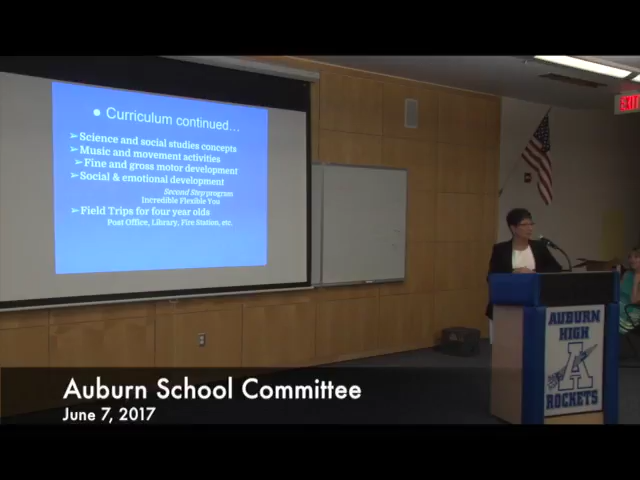 ● Curriculum continued…
➢Science and social studies concepts
➢Music and movement activities
➢Fine and gross motor development
➢Social & emotional development
Second Step program
Incredible Flexible You
➢Field Trips for four year olds
Post Office, Library, Fire Station, etc.
EXIT
AUBURN
HIGH
A
ROCKETS
Auburn School Committee
June 7, 2017